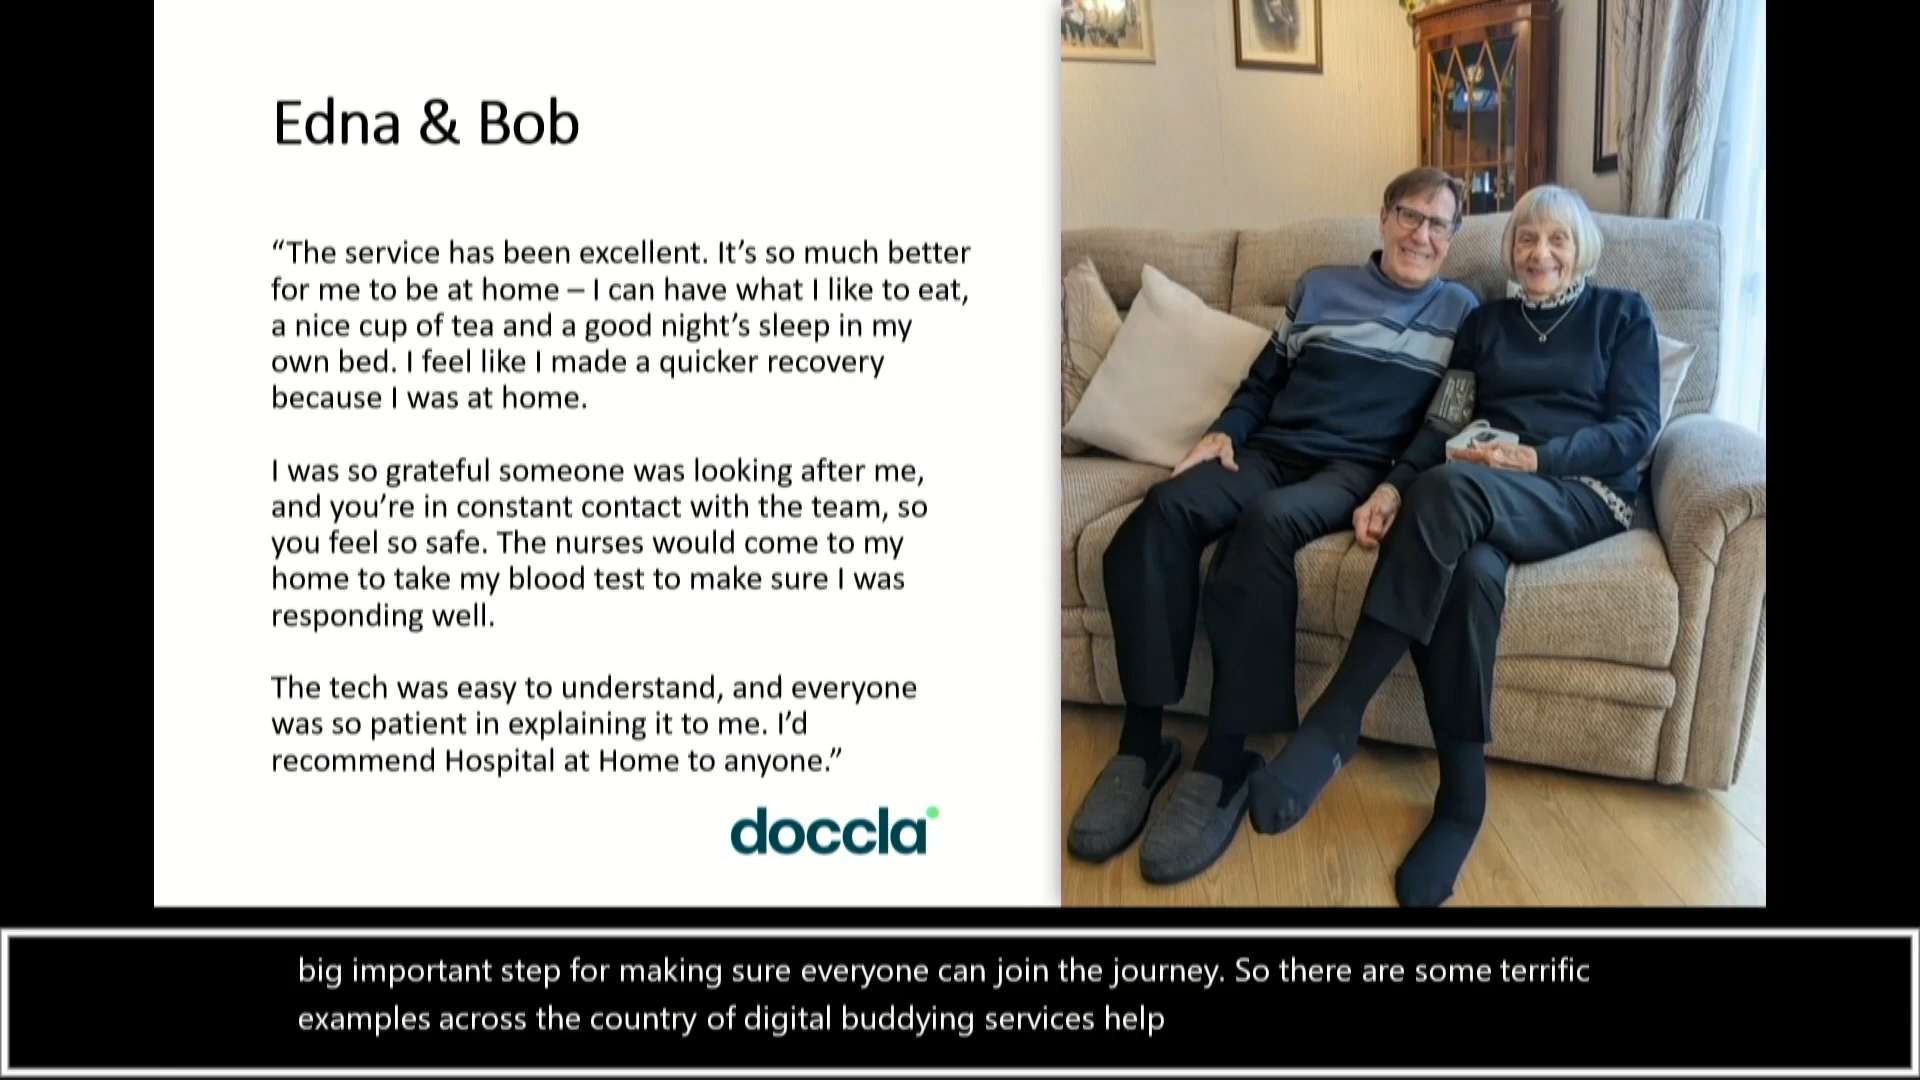 Edna & Bob
“The service has been excellent. It’s so much better
for me to be at home – I can have what I like to eat,
a nice cup of tea and a good night’s sleep in my
own bed. I feel like I made a quicker recovery
because I was at home.
I was so grateful someone was looking after me,
and you’re in constant contact with the team, so
you feel so safe. The nurses would come to my
home to take my blood test to make sure I was
responding well.
The tech was easy to understand, and everyone
was so patient in explaining it to me. I’d
recommend Hospital at Home to anyone.”
doccla
big important step for making sure everyone can join the journey. So there are some terrific
examples across the country of digital buddying services help